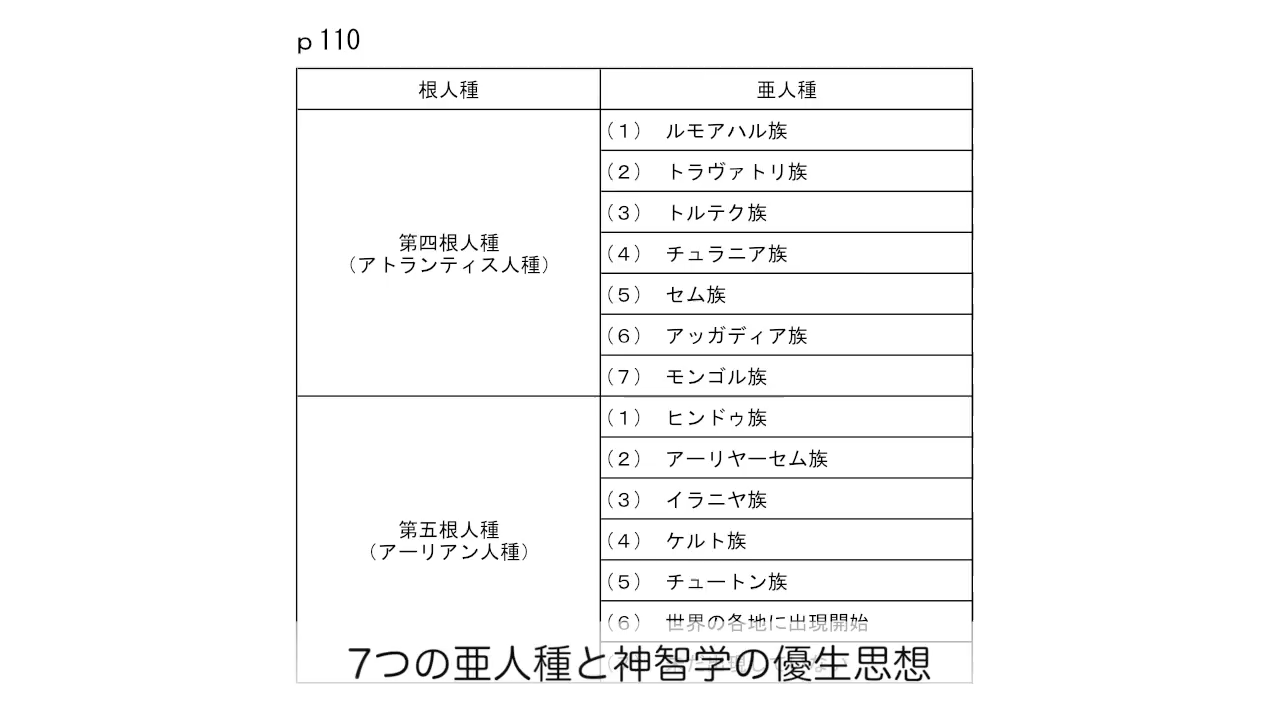 p 110
根人種 亜人種
(1) ルモアハル族
(2) トラヴァトリ族
(3) トルテク族
第四根人種
(アトランティス人種)
(4) チュラニア族
(5) セム族
(6) アッガディア族
(7) モンゴル族
(1) ヒンドゥ族
(2) アーリヤーセム族
(3) イラニヤ族
第五根人種
(アーリアン人種)
(4) ケルト族
(5) チュートン族
(6) 世界の各地に出現開始
7つの亜人種と神智学の優生思想